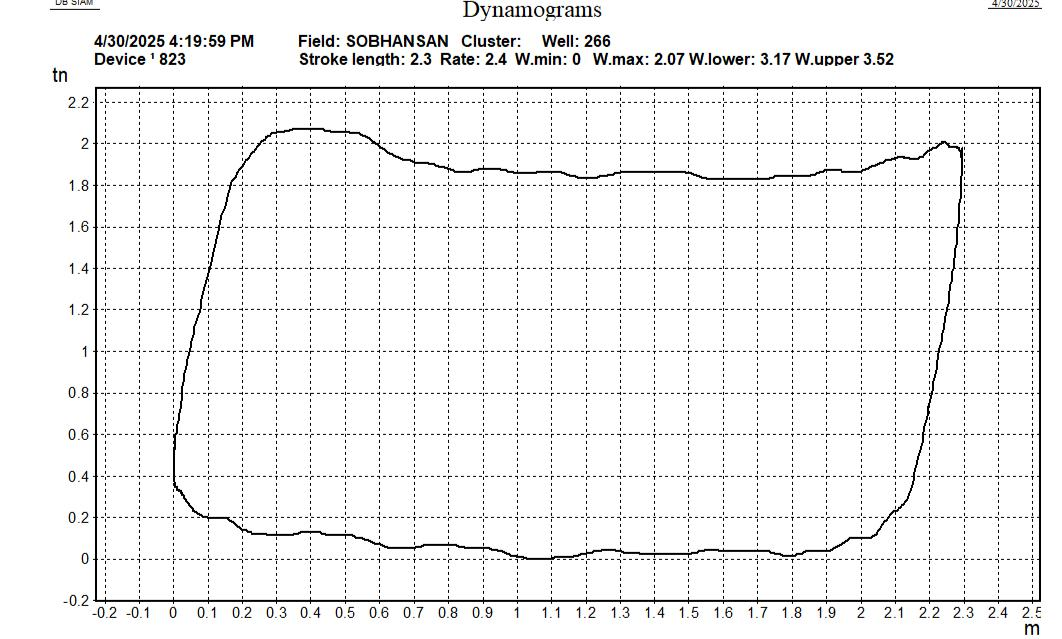 DB SIAM
Dynamograms
4/30/2025
4/30/2025 4:19:59 PM Field: SOBHANSAN Cluster: Well: 266
Device ¹ 823 Stroke length: 2.3 Rate: 2.4 W.min: 0 W.max: 2.07 W.lower: 3.17 W.upper 3.52
tn
2.2
2
1.8
1.6
1.4
1.2
1
0.8
0.6
0.4
0.2
0
-0.2
-0.2 -0.1 0 0.1 0.2 0.3 0.4 0.5 0.6 0.7 0.8 0.9 1 1.1 1.2 1.3 1.4 1.5 1.6 1.7 1.8 1.9 2 2.1 2.2 2.3 2.4 2.5
m